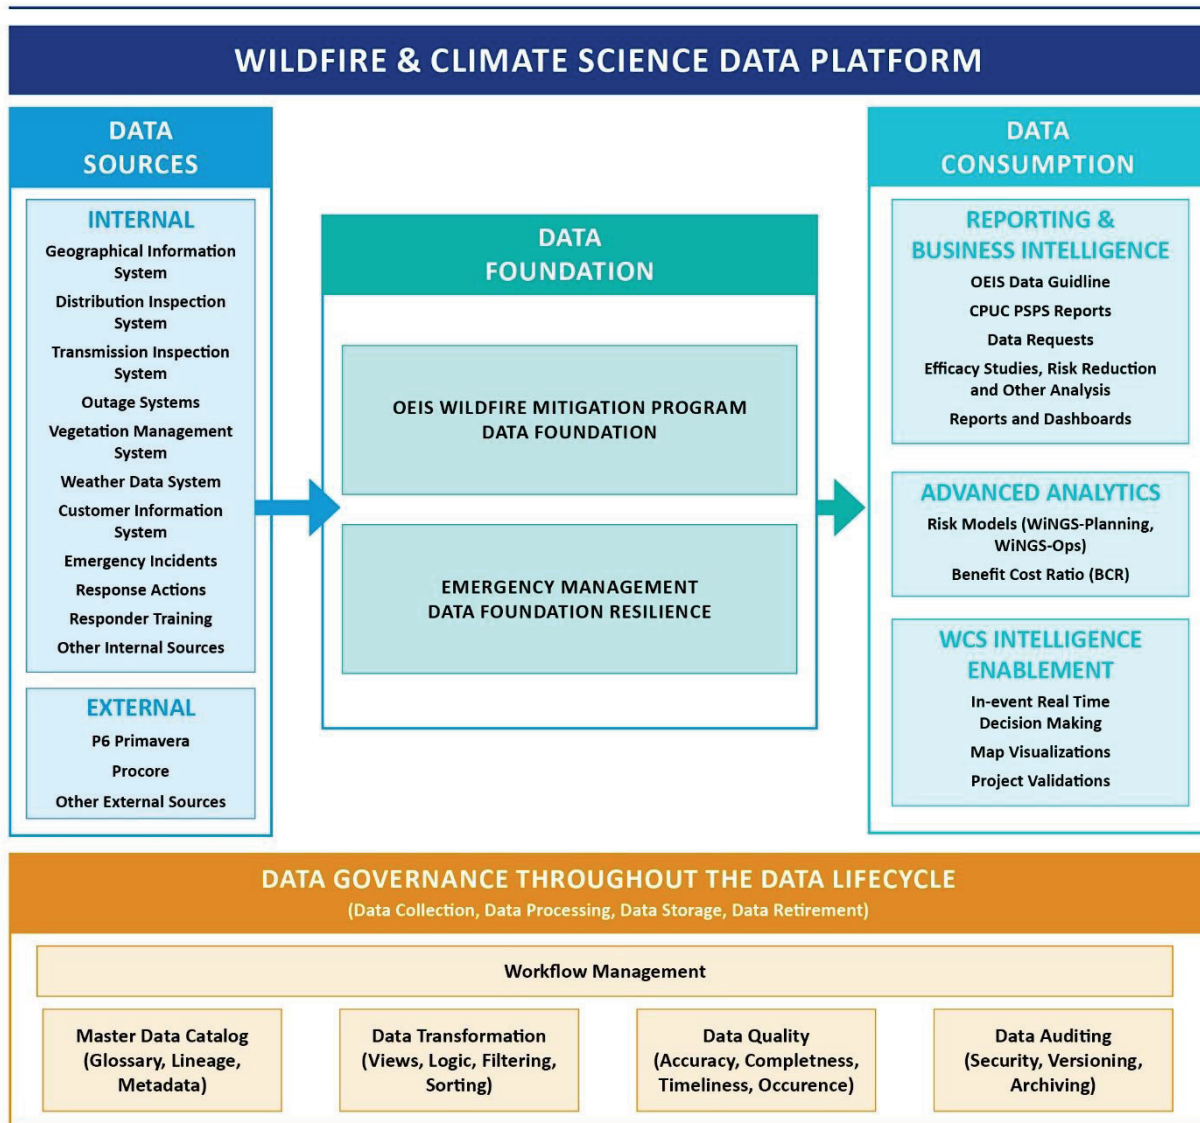 WILDFIRE & CLIMATE SCIENCE DATA PLATFORM
DATA
SOURCES
INTERNAL
Geographical Information
System
Distribution Inspection
System
Transmission Inspection
System
Outage Systems
Vegetation Management
System
Weather Data System
Customer Information
System
Emergency Incidents
Response Actions
Responder Training
Other Internal Sources
EXTERNAL
P6 Primavera
Procore
Other External Sources
DATA
FOUNDATION
OEIS WILDFIRE MITIGATION PROGRAM
DATA FOUNDATION
EMERGENCY MANAGEMENT
DATA FOUNDATION RESILIENCE
DATA
CONSUMPTION
REPORTING &
BUSINESS INTELLIGENCE
OEIS Data Guidline
CPUC PSPS Reports
Data Requests
Efficacy Studies, Risk Reduction
and Other Analysis
Reports and Dashboards
ADVANCED ANALYTICS
Risk Models (WiNGS-Planning,
WiNGS-Ops)
Benefit Cost Ratio (BCR)
WCS INTELLIGENCE
ENABLEMENT
In-event Real Time
Decision Making
Map Visualizations
Project Validations
DATA GOVERNANCE THROUGHOUT THE DATA LIFECYCLE
(Data Collection, Data Processing, Data Storage, Data Retirement)
Workflow Management
Master Data Catalog
(Glossary, Lineage,
Metadata)
Data Transformation
(Views, Logic, Filtering,
Sorting)
Data Quality
(Accuracy, Completness,
Timeliness, Occurence)
Data Auditing
(Security, Versioning,
Archiving)